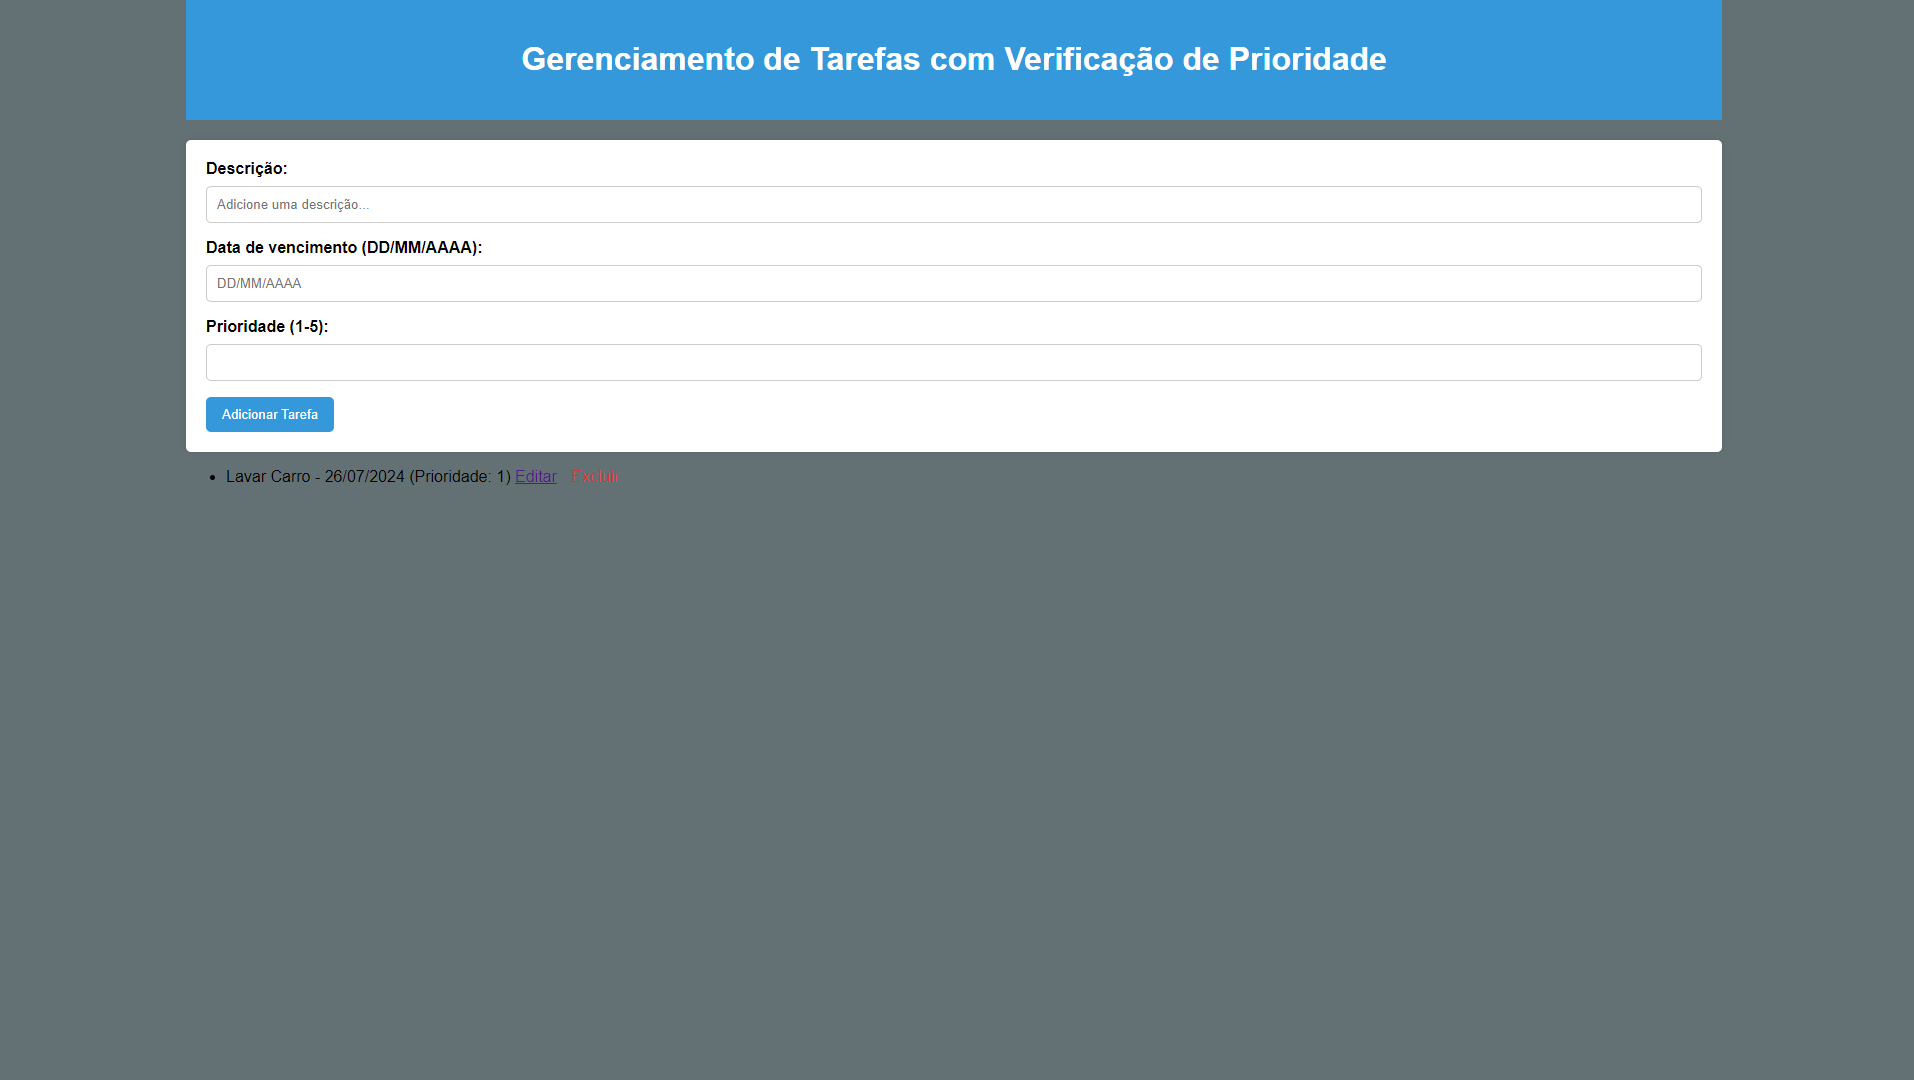 Gerenciamento de Tarefas com Verificação de Prioridade
Descrição:
Adicione uma descrição...
Data de vencimento (DD/MM/AAAA):
DD/MM/AAAA
Prioridade (1-5):
Adicionar Tarefa
Lavar Carro - 26/07/2024 (Prioridade: 1) Editar Excluir